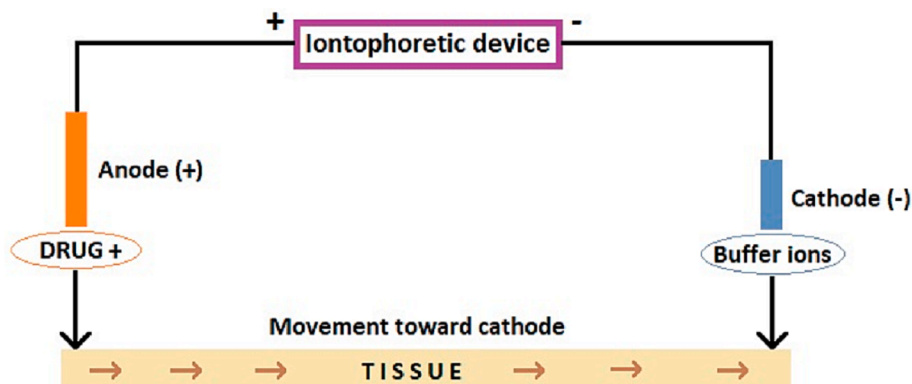 +
Iontophoretic device
-
Anode (+)
Cathode (-)
DRUG +
Buffer ions
Movement toward cathode
TISSUE